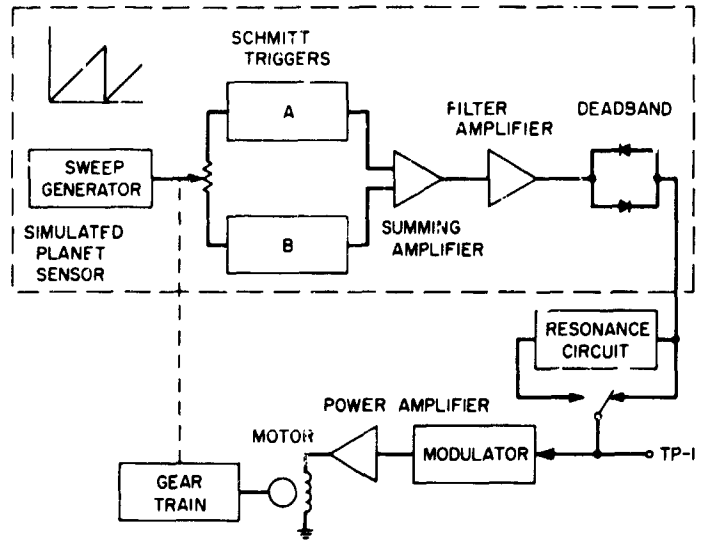 SCHMITT
TRIGGERS
A
FILTER
AMPLIFIER
DEADBAND
SWEEP
GENERATOR
SIMULATED
PLANET
SENSOR
B
SUMMING
AMPLIFIER
RESONANCE
CIRCUIT
POWER AMPLIFIER
MOTOR
MODULATOR
TP-1
GEAR
TRAIN